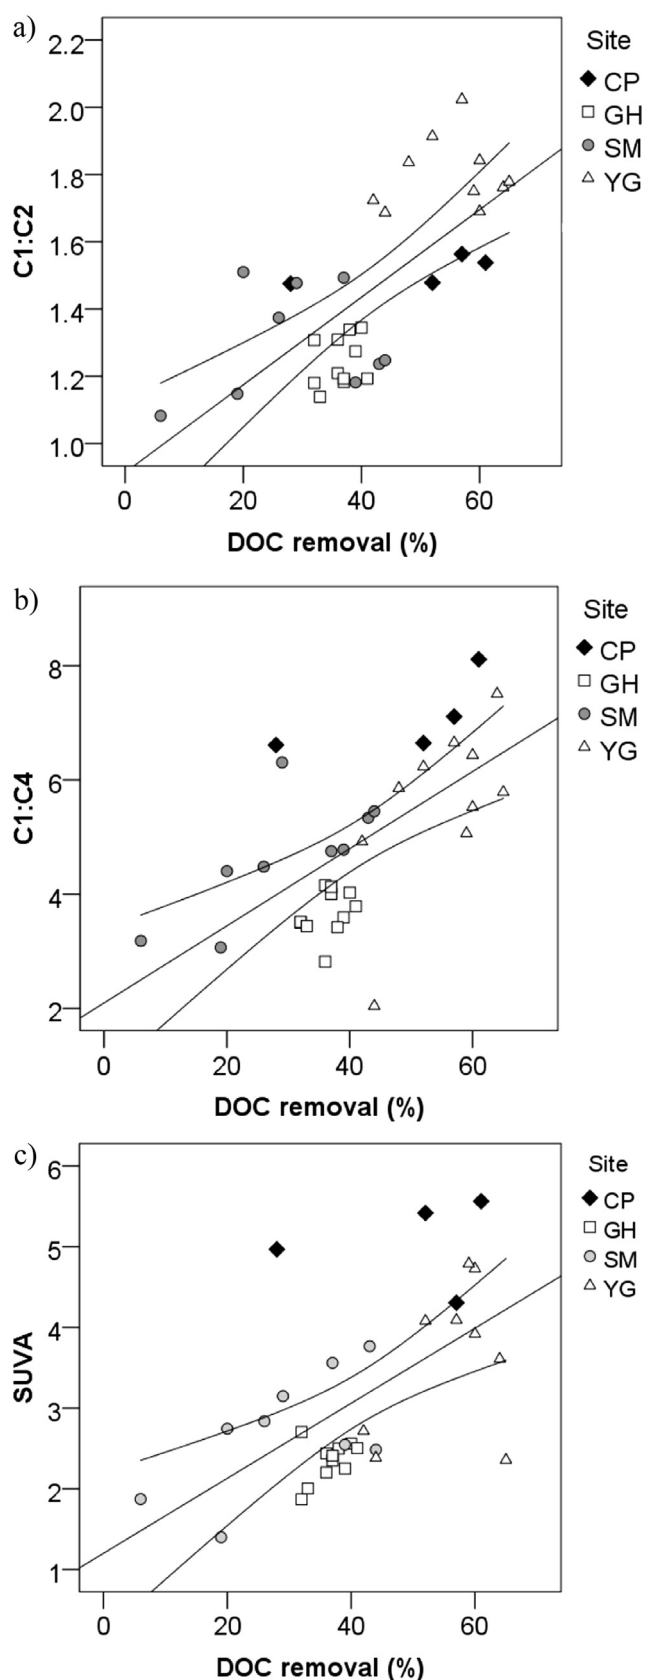 a)
2.2
2.0
1.8
1.6
1.4
1.2
1.0
C1:C2
0 20 40 60
DOC removal (%)
Site
CP
GH
SM
YG
b)
8
6
4
2
C1:C4
0 20 40 60
DOC removal (%)
Site
CP
GH
SM
YG
c)
6
5
4
3
2
1
SUVA
0 20 40 60
DOC removal (%)
Site
CP
GH
SM
YG